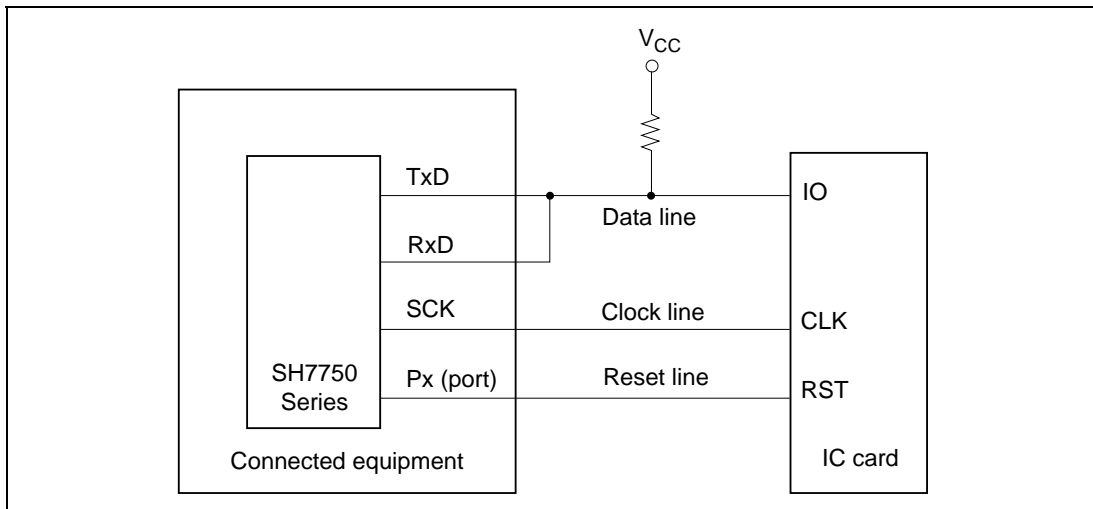 VCC
TxD
IO
Data line
RxD
SCK
Clock line
CLK
SH7750
Series
Px (port)
Reset line
RST
Connected equipment
IC card